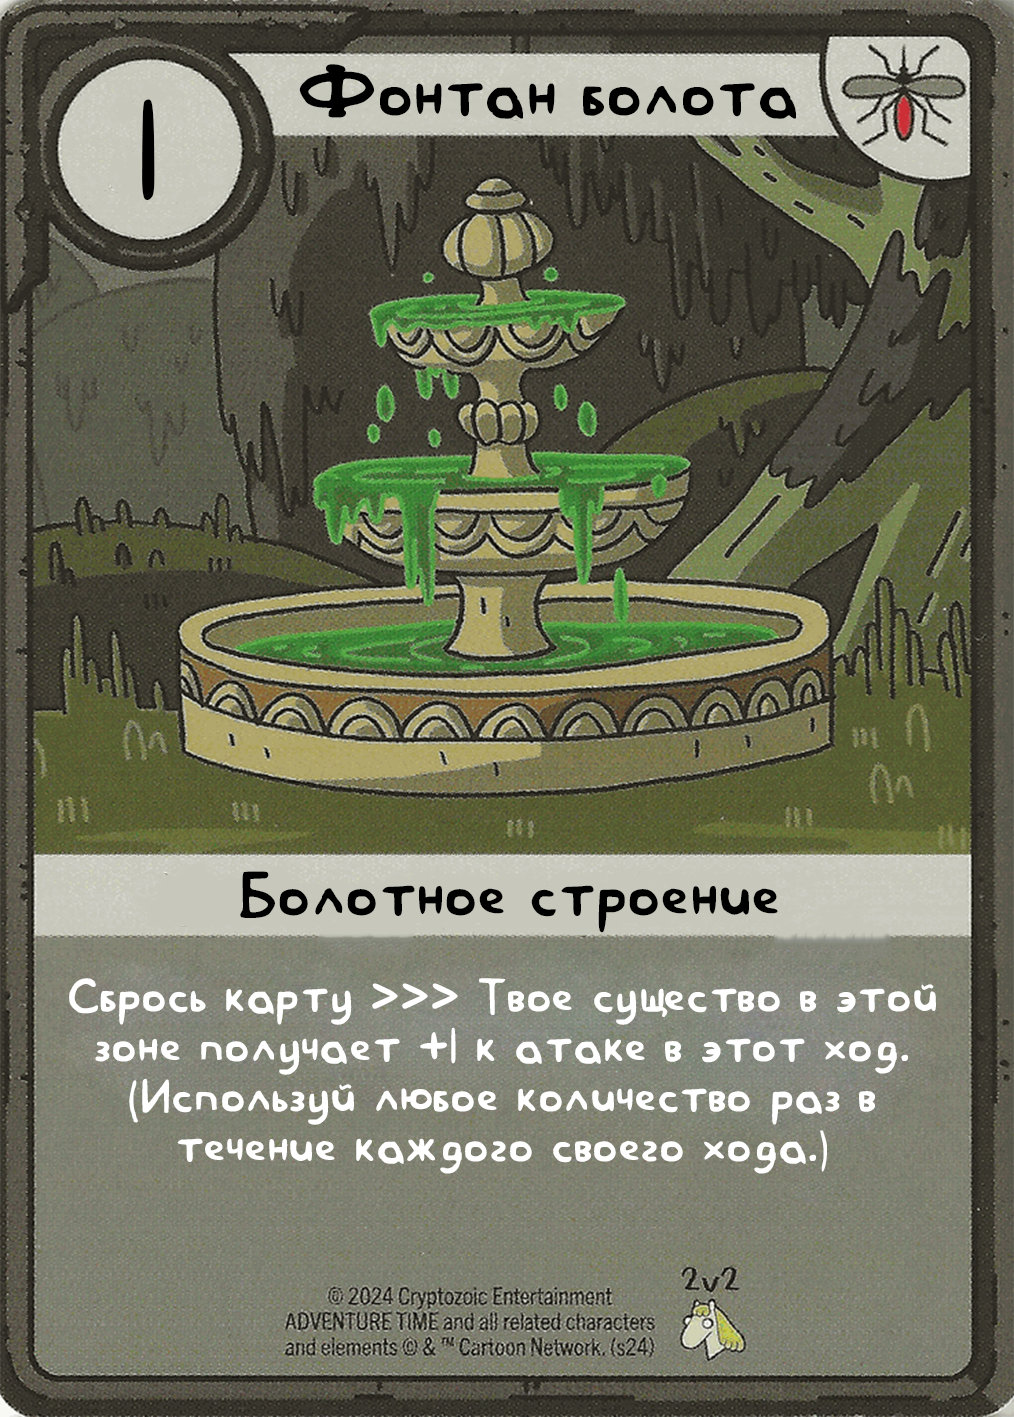 1
Фонтан болота
Болотное строение
Сбрось карту >>> Твое существо в этой
зоне получает +1 к атаке в этот ход.
(Используй любое количество раз в
течение каждого своего хода.)
2v2
© 2024 Cryptozoic Entertainment
ADVENTURE TIME and all related characters
and elements © & ™ Cartoon Network. (s24)